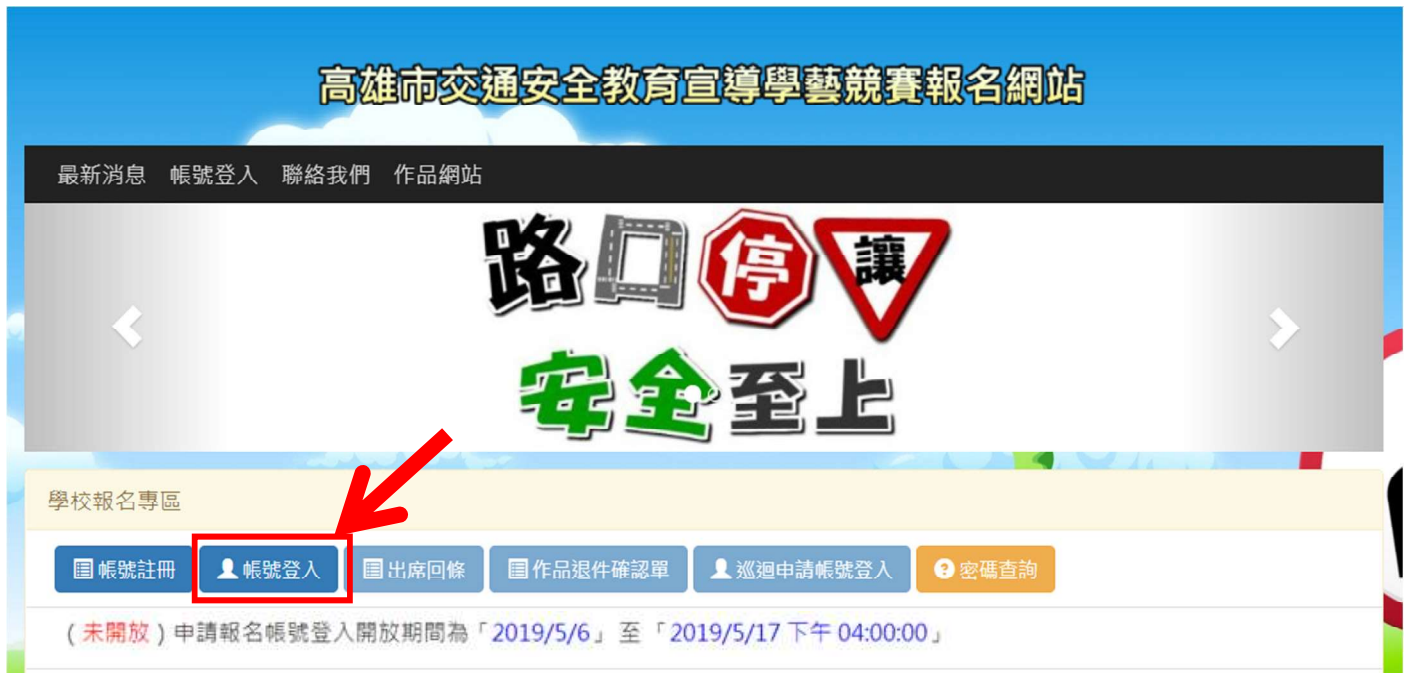 高雄市交通安全教育宣導學藝競賽報名網站
最新消息 帳號登入 聯絡我們 作品網站
路口停讓
安全至上
學校報名專區
帳號註冊 帳號登入 出席回條 作品退件確認單 巡迴申請帳號登入 密碼查詢
(未開放)申請報名帳號登入開放期間為「2019/5/6」 至 「2019/5/17 下午 04:00:00」